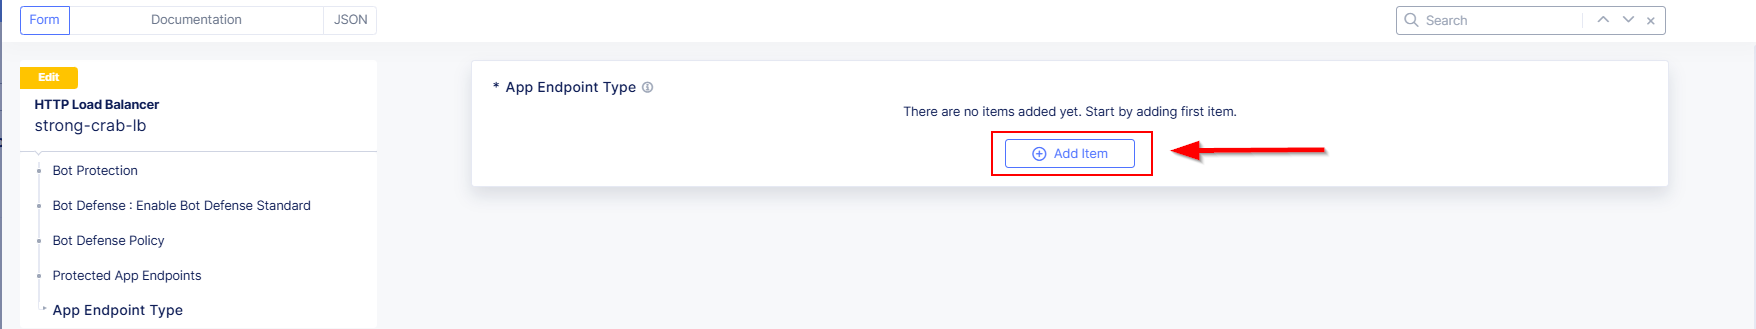 Form
Documentation
JSON
Search
Edit
HTTP Load Balancer
strong-crab-lb
Bot Protection
Bot Defense : Enable Bot Defense Standard
Bot Defense Policy
Protected App Endpoints
App Endpoint Type
* App Endpoint Type
There are no items added yet. Start by adding first item.
Add Item